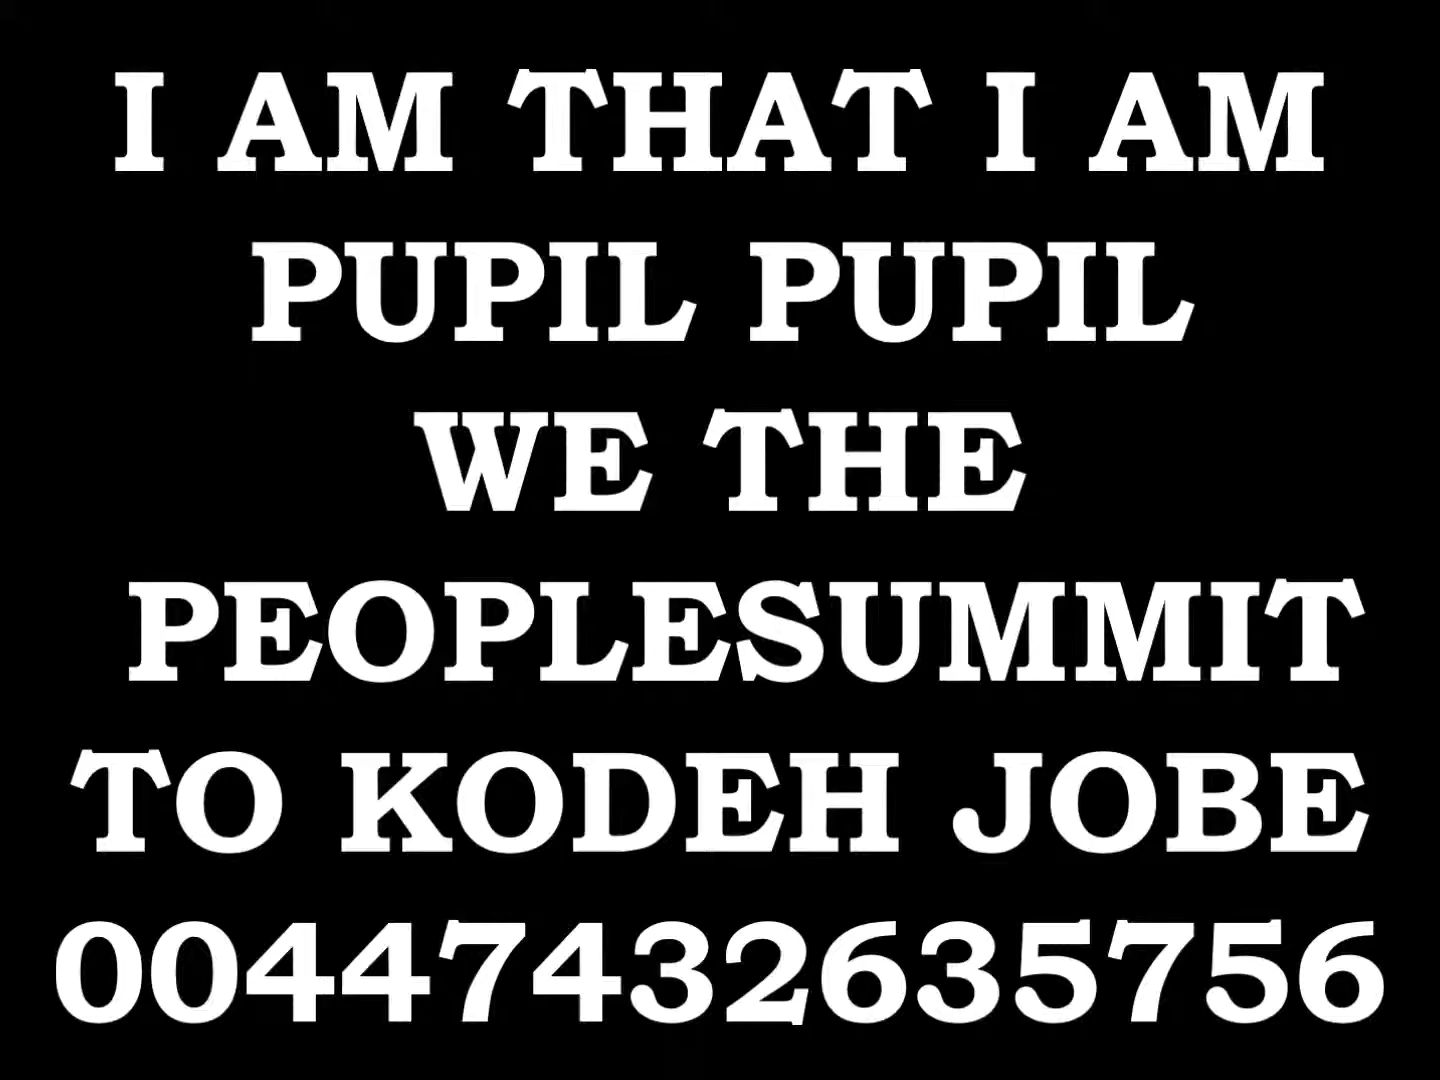 I AM THAT I AM
PUPIL PUPIL
WE THE
PEOPLESUMMIT
TO KODEH JOBE
00447432635756